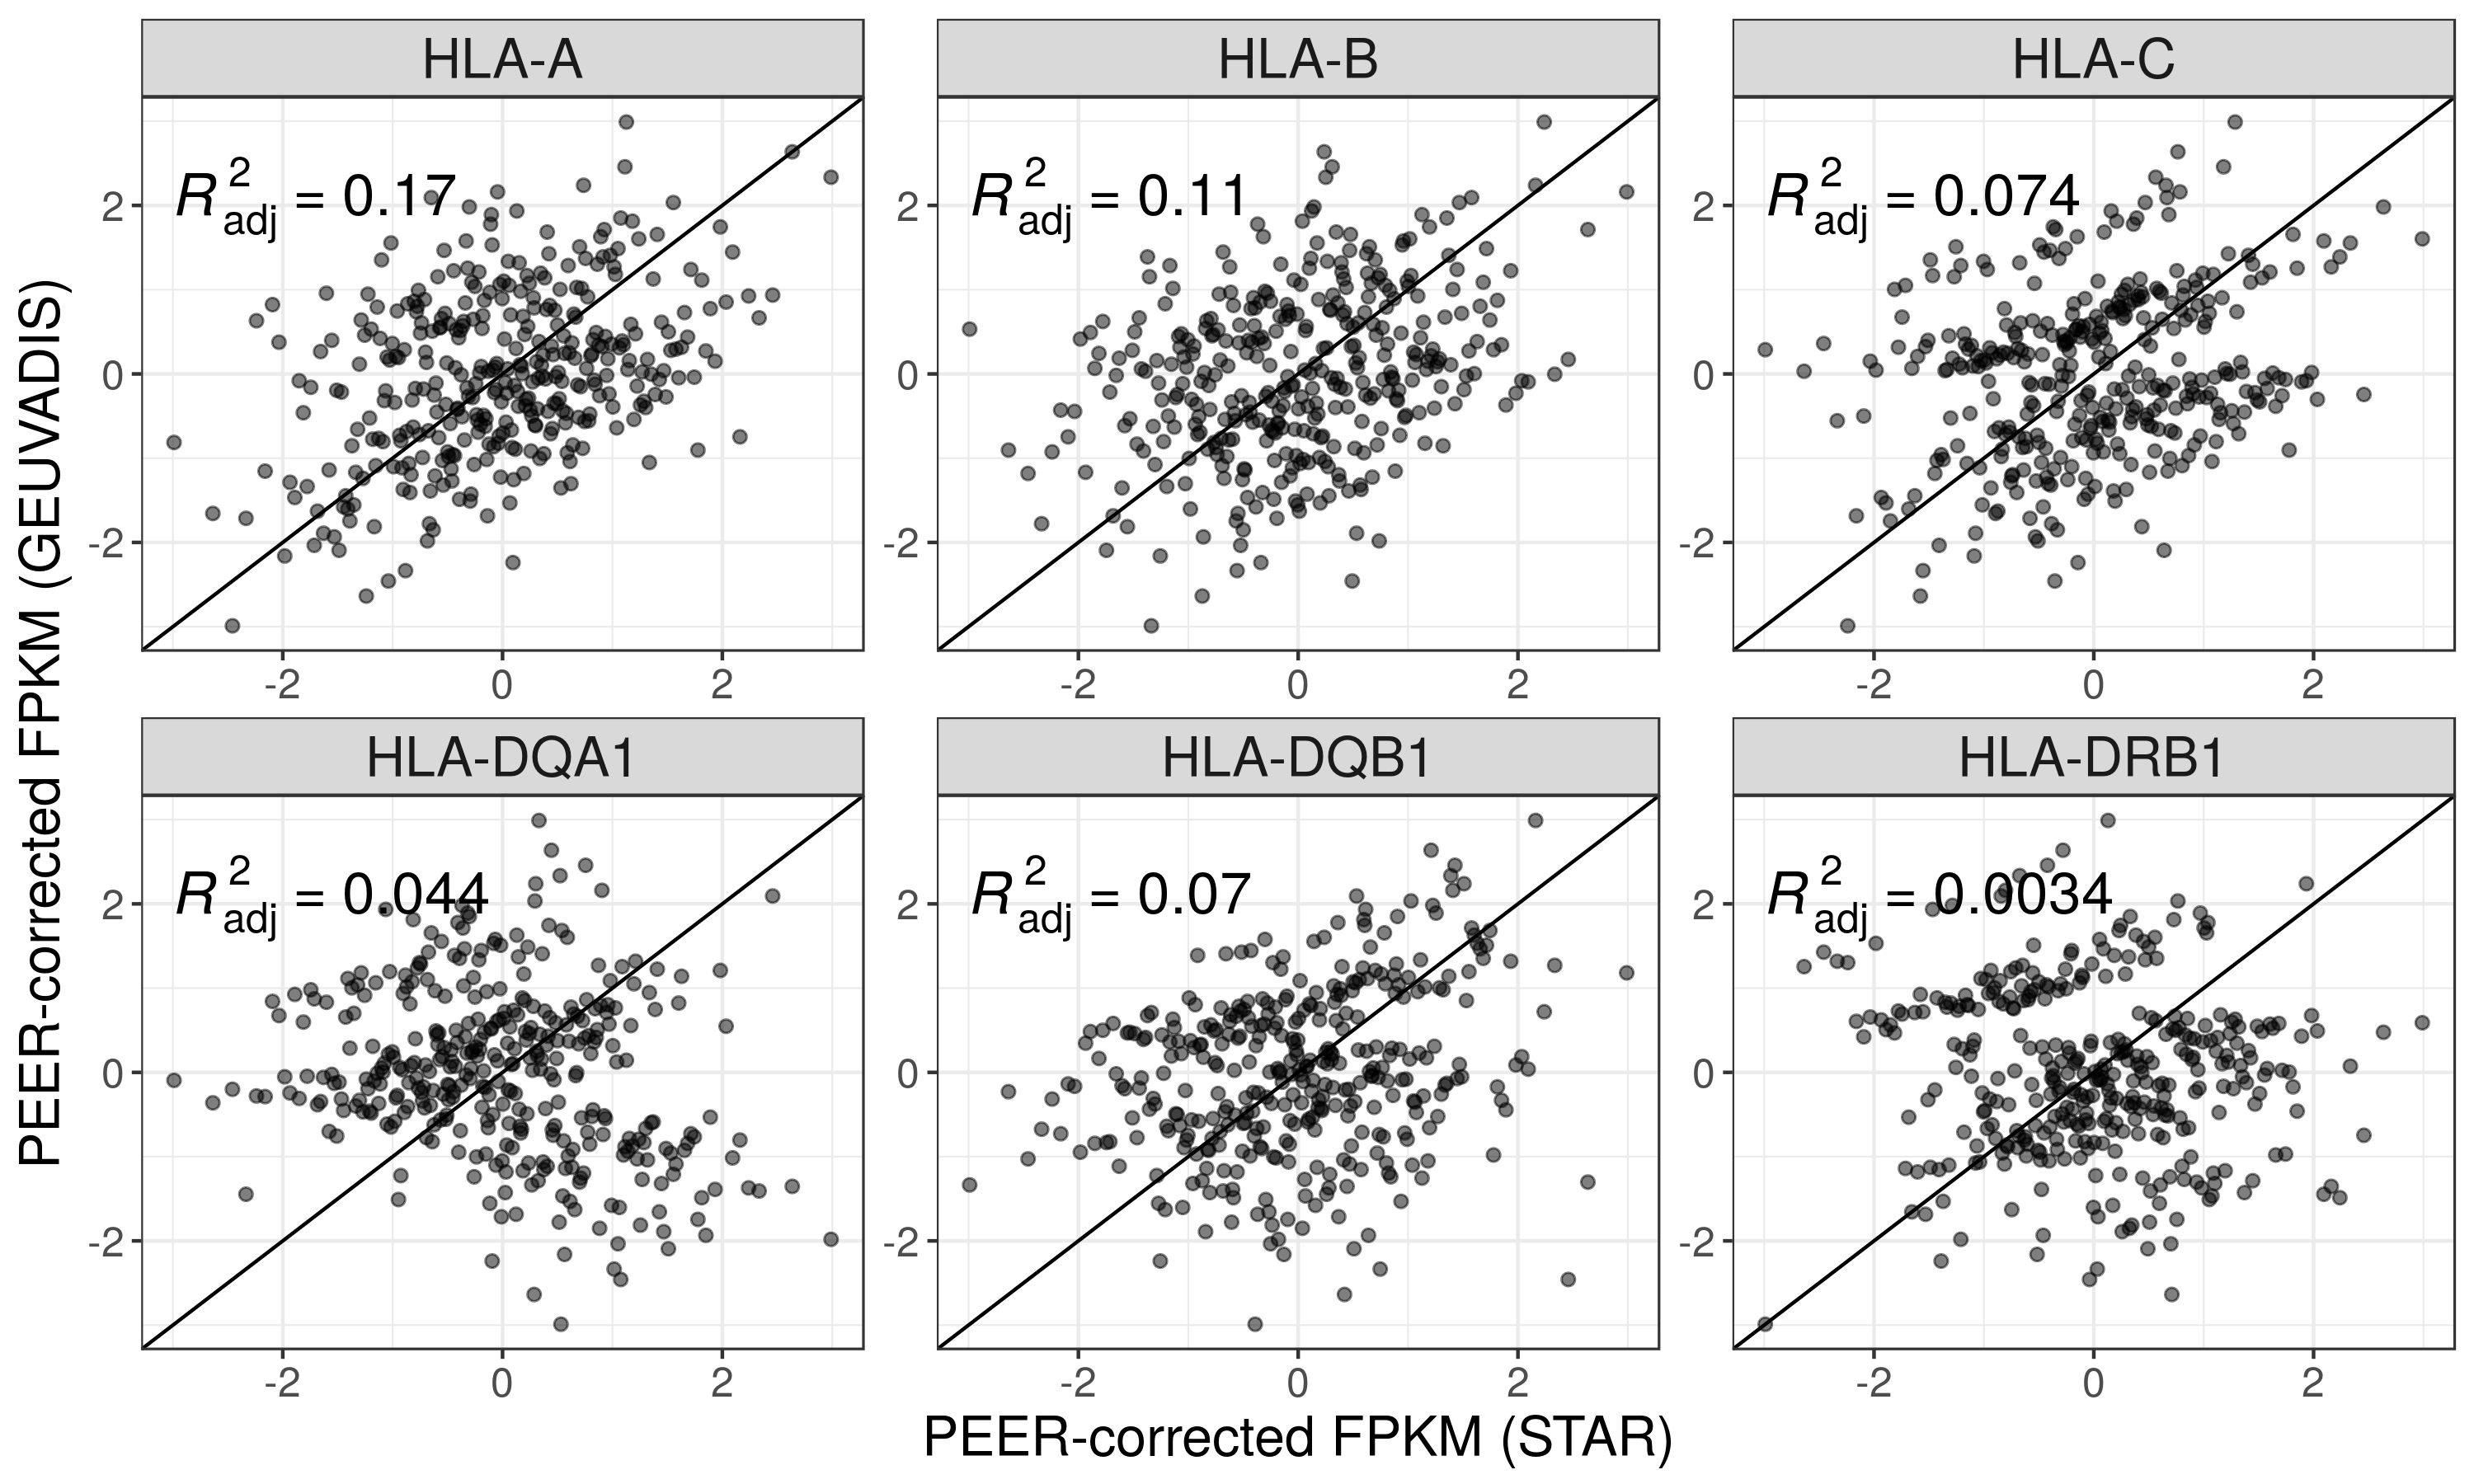 HLA-A HLA-B HLA-C
R²adj = 0.17 R²adj = 0.11 R²adj = 0.074
2 2 2
0 0 0
-2 -2 -2
-2 0 2 -2 0 2 -2 0 2
HLA-DQA1 HLA-DQB1 HLA-DRB1
R²adj = 0.044 R²adj = 0.07 R²adj = 0.0034
2 2 2
0 0 0
-2 -2 -2
-2 0 2 -2 0 2 -2 0 2
PEER-corrected FPKM (GEUVADIS)
PEER-corrected FPKM (STAR)